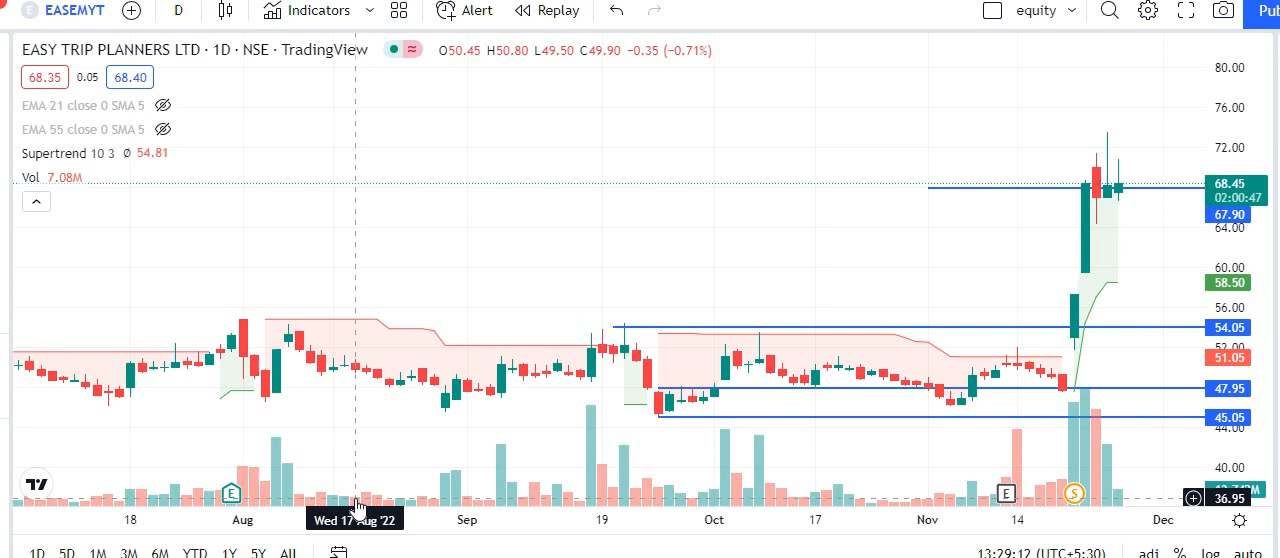 EASEMYT D Indicators Alert Replay equity Pub
EASY TRIP PLANNERS LTD · 1D · NSE · TradingView O50.45 H50.80 L49.50 C49.90 −0.35 (−0.71%)
68.35 0.05 68.40
EMA 21 close 0 SMA 5
EMA 55 close 0 SMA 5
Supertrend 10 3 Ø 54.81
Vol 7.08M
80.00
76.00
72.00
68.45
02:00:47
67.90
64.00
60.00
58.50
56.00
54.05
52.00
51.05
47.95
45.05
44.00
40.00
36.95
E E S
18 Aug Wed 17 Aug '22 Sep 19 Oct 17 Nov 14 Dec
1D 5D 1M 3M 6M YTD 1Y 5Y All 13:29:12 (UTC+5:30) adj % log auto